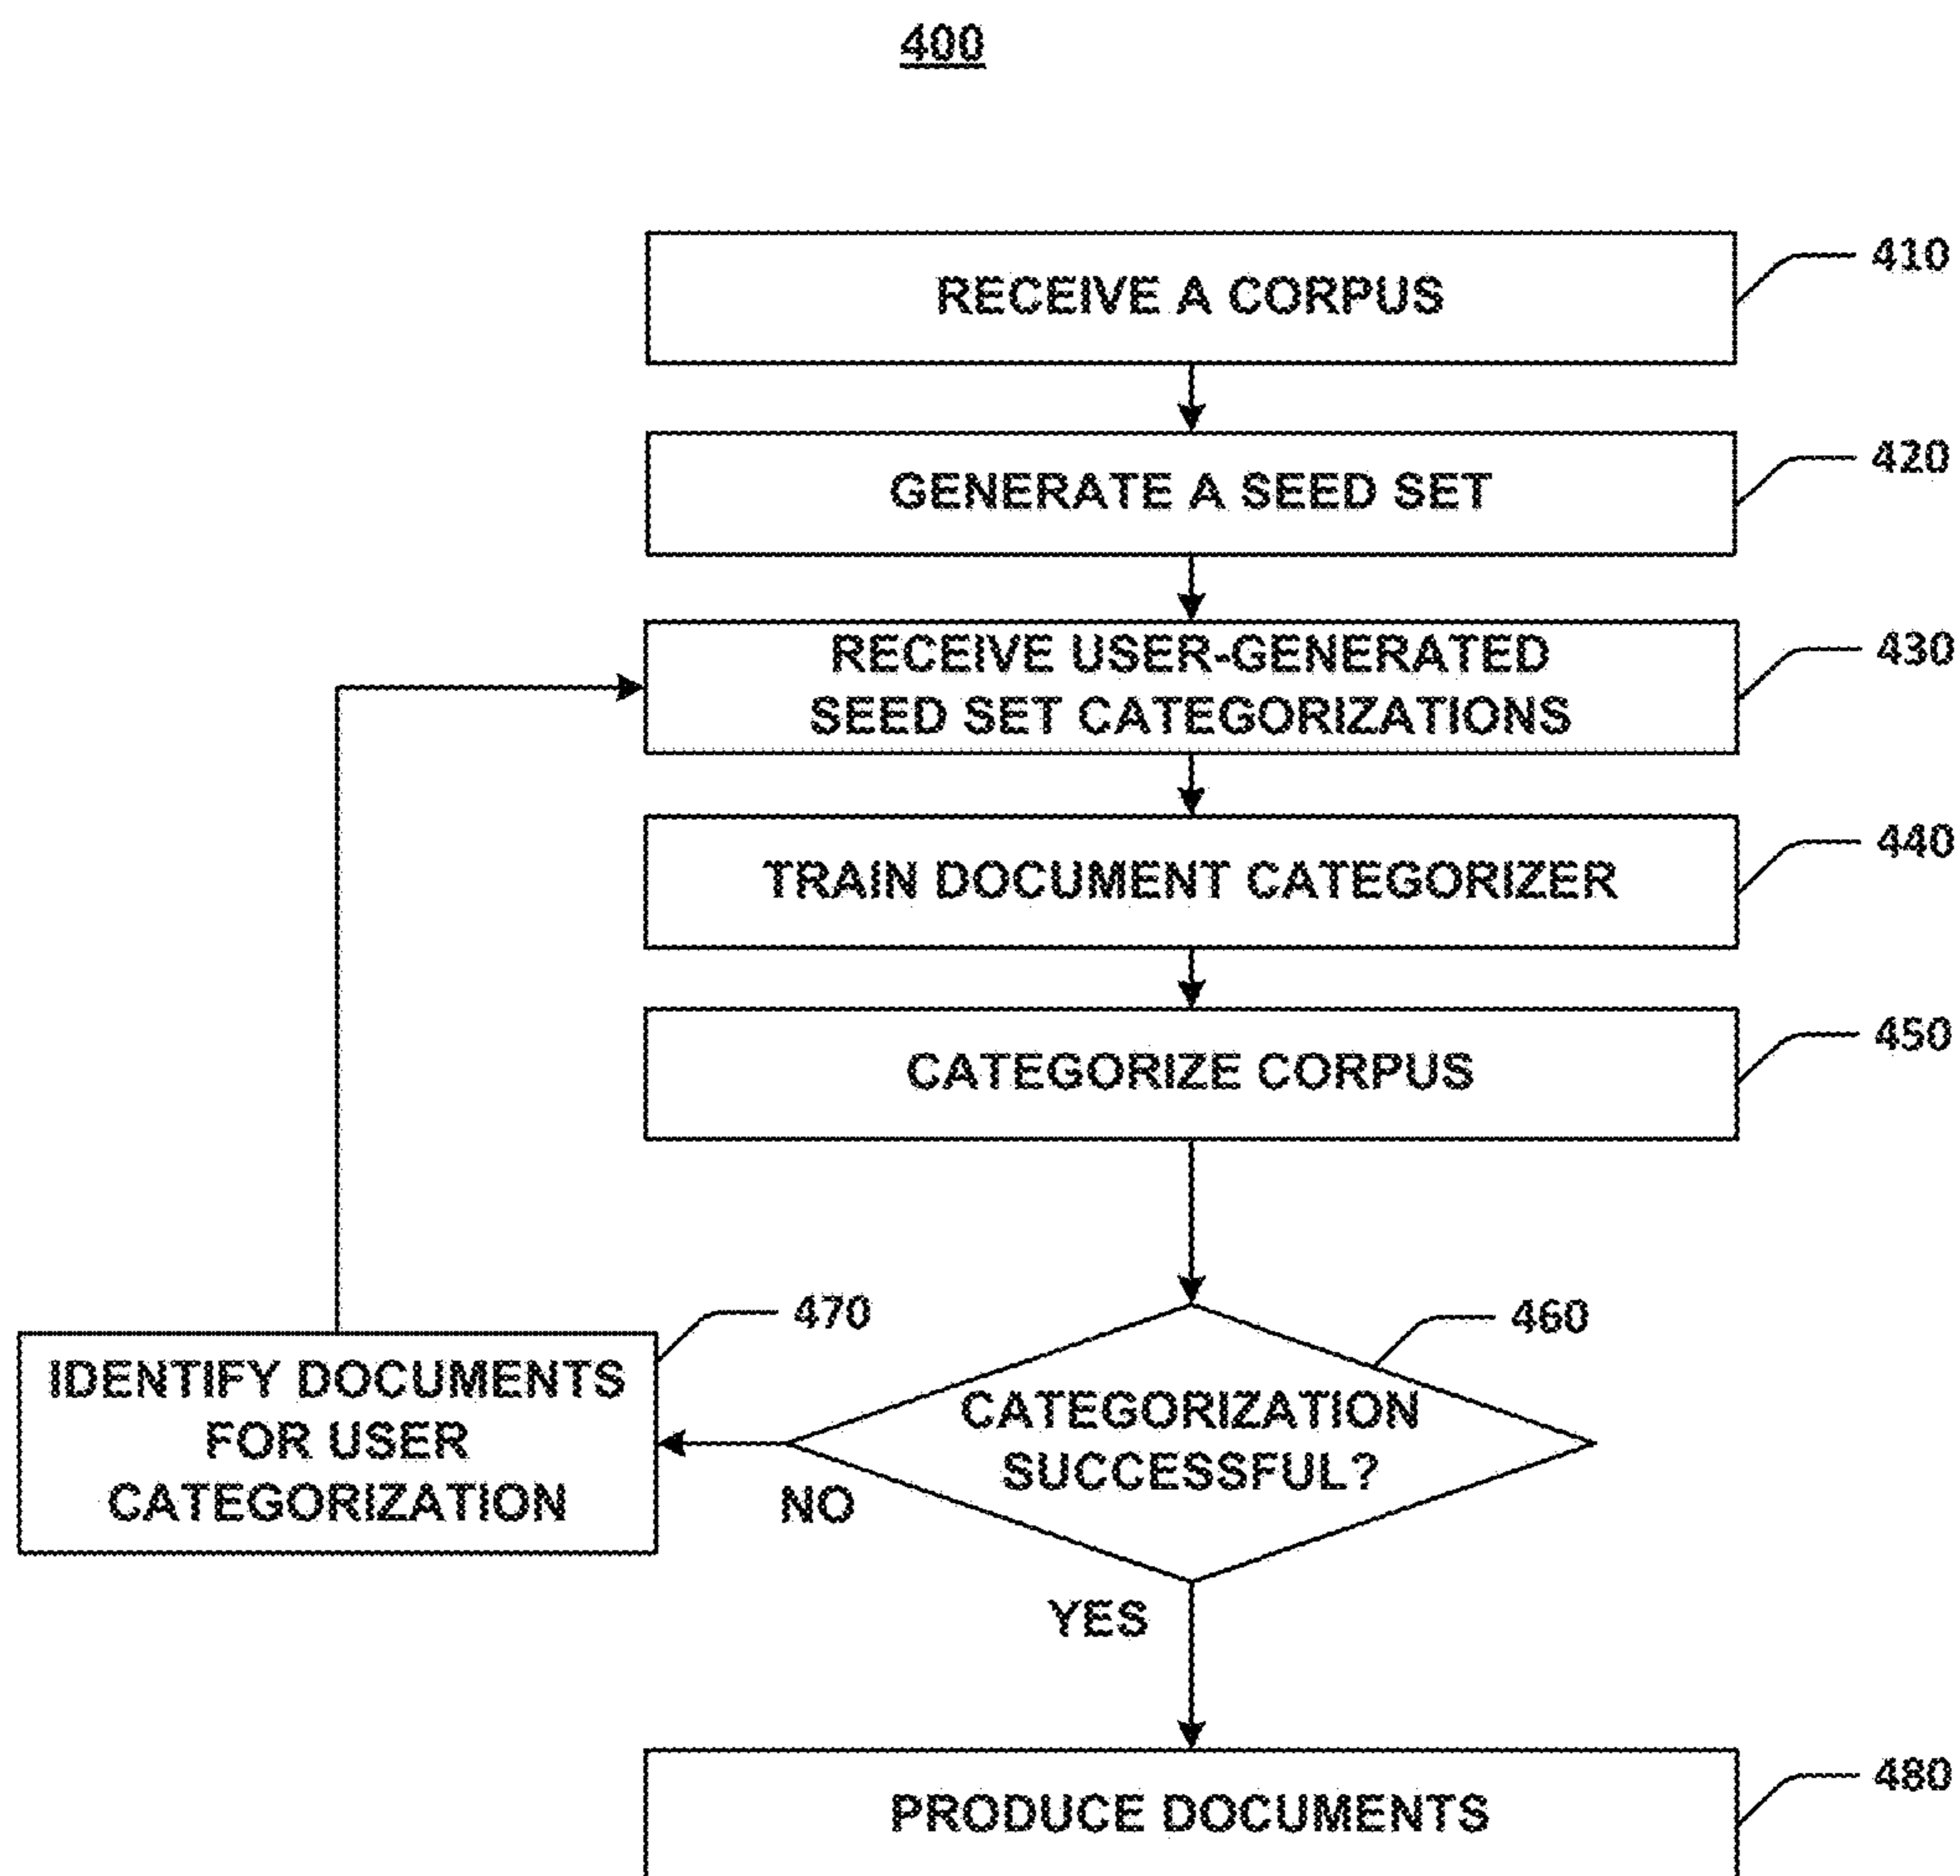 400
RECEIVE A CORPUS
410
GENERATE A SEED SET
420
RECEIVE USER-GENERATED
SEED SET CATEGORIZATIONS
430
TRAIN DOCUMENT CATEGORIZER
440
CATEGORIZE CORPUS
450
460
CATEGORIZATION
SUCCESSFUL?
470
IDENTIFY DOCUMENTS
FOR USER
CATEGORIZATION
NO
YES
PRODUCE DOCUMENTS
480